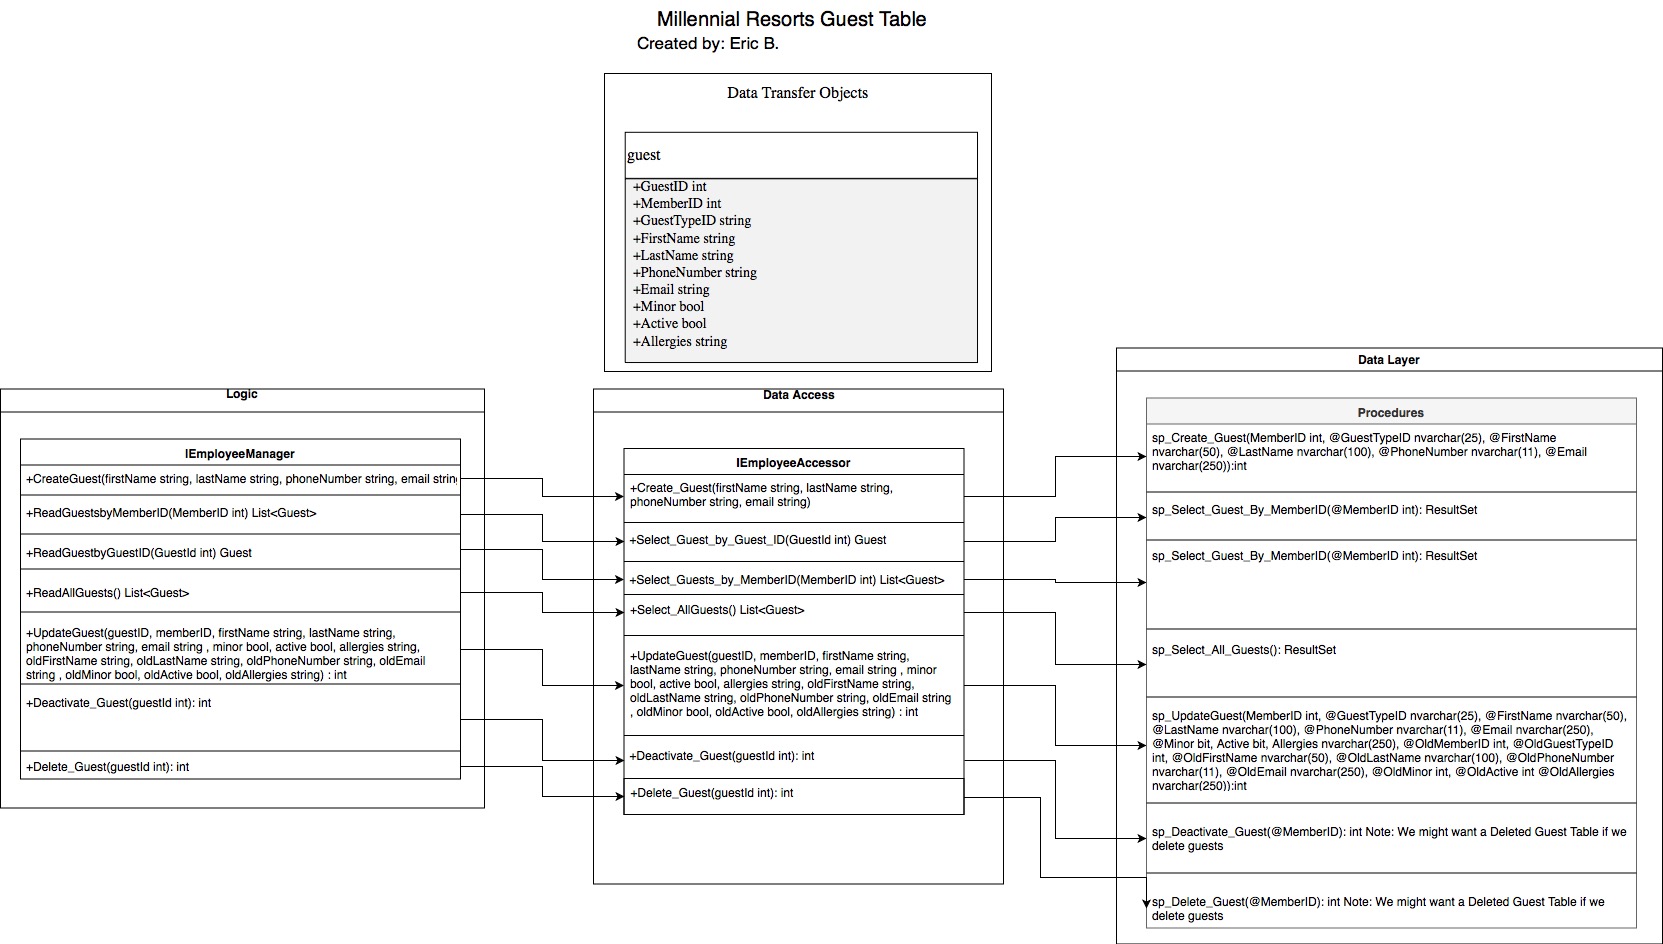 Millennial Resorts Guest Table
Created by: Eric B.
Data Transfer Objects
guest
+GuestID int
+MemberID int
+GuestTypeID string
+FirstName string
+LastName string
+PhoneNumber string
+Email string
+Minor bool
+Active bool
+Allergies string
Logic
IEmployeeManager
+CreateGuest(firstName string, lastName string, phoneNumber string, email string
+ReadGuestsbyMemberID(MemberID int) List<Guest>
+ReadGuestbyGuestID(GuestId int) Guest
+ReadAllGuests() List<Guest>
+UpdateGuest(guestID, memberID, firstName string, lastName string,
phoneNumber string, email string , minor bool, active bool, allergies string,
oldFirstName string, oldLastName string, oldPhoneNumber string, oldEmail
string , oldMinor bool, oldActive bool, oldAllergies string) : int
+Deactivate_Guest(guestId int): int
+Delete_Guest(guestId int): int
Data Access
IEmployeeAccessor
+Create_Guest(firstName string, lastName string,
phoneNumber string, email string)
+Select_Guest_by_Guest_ID(GuestId int) Guest
+Select_Guests_by_MemberID(MemberID int) List<Guest>
+Select_AllGuests() List<Guest>
+UpdateGuest(guestID, memberID, firstName string,
lastName string, phoneNumber string, email string , minor
bool, active bool, allergies string, oldFirstName string,
oldLastName string, oldPhoneNumber string, oldEmail string
, oldMinor bool, oldActive bool, oldAllergies string) : int
+Deactivate_Guest(guestId int): int
+Delete_Guest(guestId int): int
Data Layer
Procedures
sp_Create_Guest(MemberID int, @GuestTypeID nvarchar(25), @FirstName
nvarchar(50), @LastName nvarchar(100), @PhoneNumber nvarchar(11), @Email
nvarchar(250)):int
sp_Select_Guest_By_MemberID(@MemberID int): ResultSet
sp_Select_Guest_By_MemberID(@MemberID int): ResultSet
sp_Select_All_Guests(): ResultSet
sp_UpdateGuest(MemberID int, @GuestTypeID nvarchar(25), @FirstName nvarchar(50),
@LastName nvarchar(100), @PhoneNumber nvarchar(11), @Email nvarchar(250),
@Minor bit, Active bit, Allergies nvarchar(250), @OldMemberID int, @OldGuestTypeID
int, @OldFirstName nvarchar(50), @OldLastName nvarchar(100), @OldPhoneNumber
nvarchar(11), @OldEmail nvarchar(250), @OldMinor int, @OldActive int @OldAllergies
nvarchar(250)):int
sp_Deactivate_Guest(@MemberID): int Note: We might want a Deleted Guest Table if we
delete guests
sp_Delete_Guest(@MemberID): int Note: We might want a Deleted Guest Table if we
delete guests